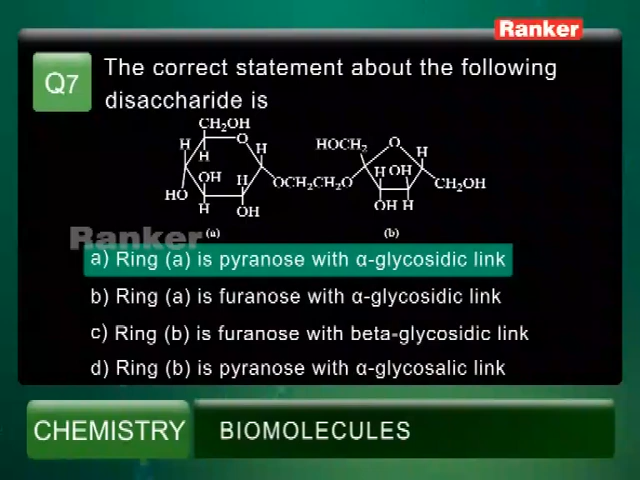 Ranker
Q7
The correct statement about the following
disaccharide is
CH2OH
O
H
H
H
OH
H
HO
H
OH
OCH2CH2O
HOCH2
O
H
H OH
CH2OH
OH H
(a)
(b)
Ranker
a) Ring (a) is pyranose with α-glycosidic link
b) Ring (a) is furanose with α-glycosidic link
c) Ring (b) is furanose with beta-glycosidic link
d) Ring (b) is pyranose with α-glycosalic link
CHEMISTRY
BIOMOLECULES